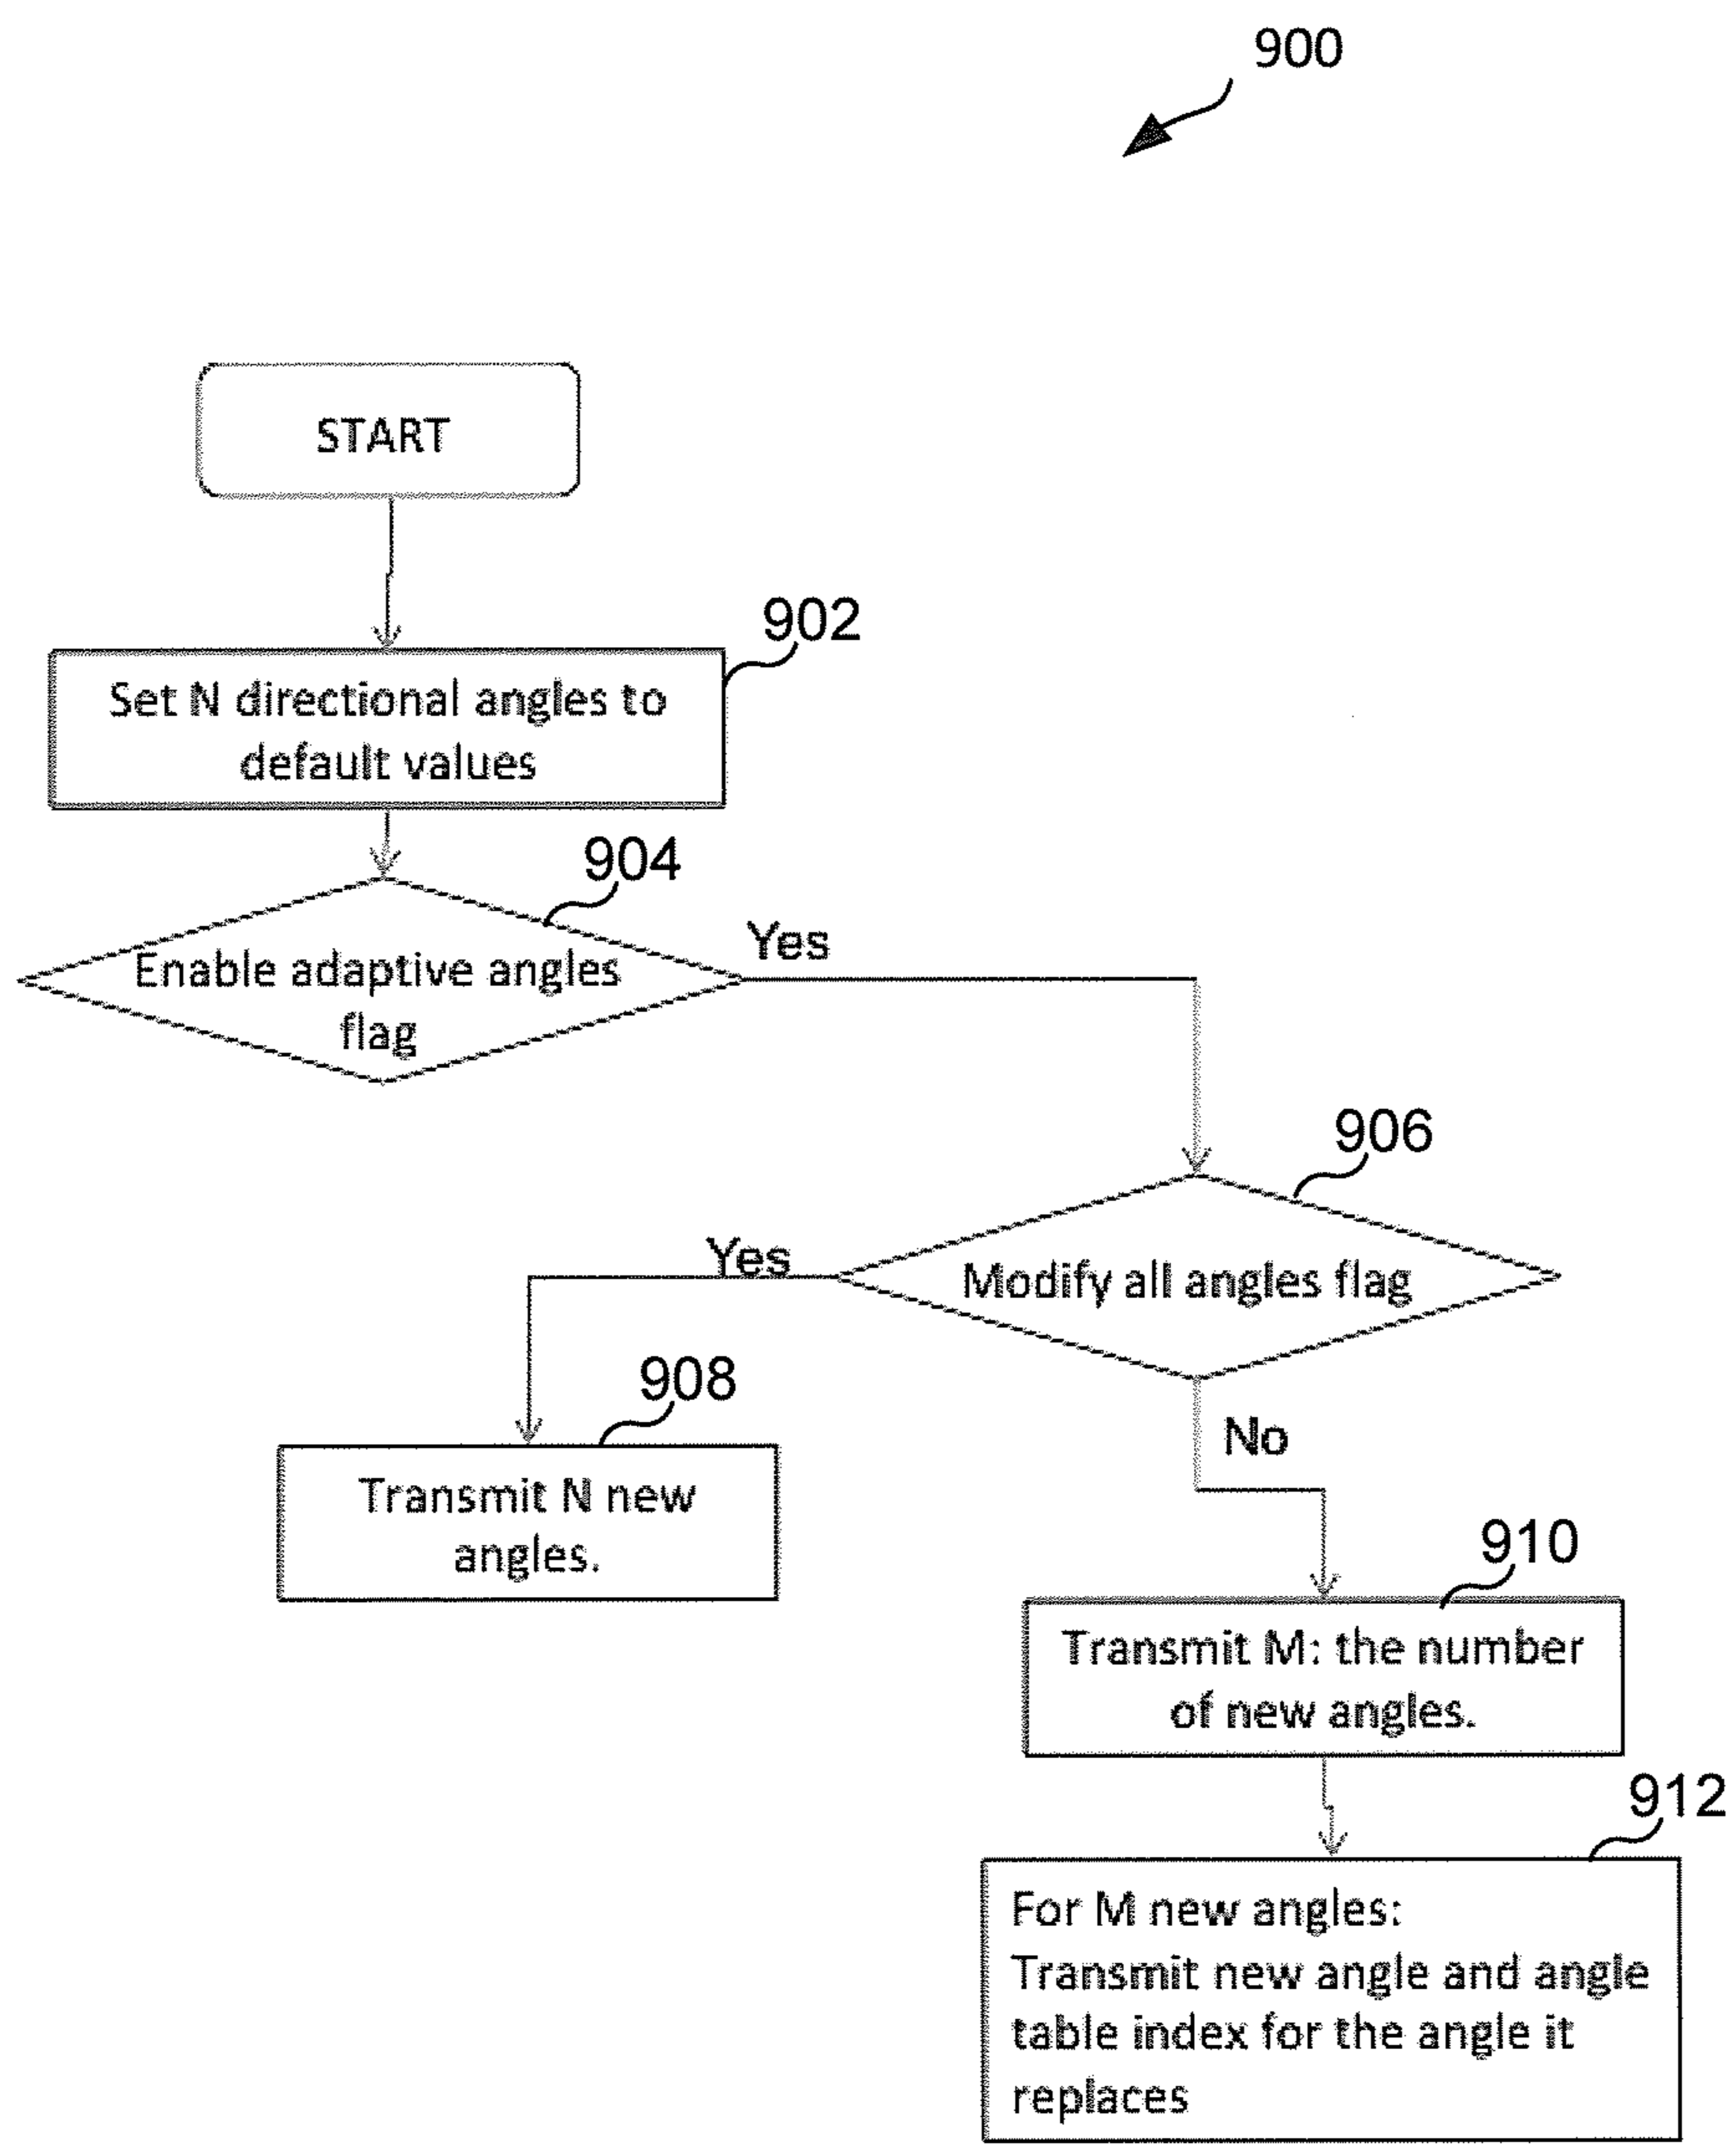 900
START
902
Set N directional angles to
default values
904
Enable adaptive angles
flag
Yes
906
Modify all angles flag
Yes
No
908
Transmit N new
angles.
910
Transmit M: the number
of new angles.
912
For M new angles:
Transmit new angle and angle
table index for the angle it
replaces